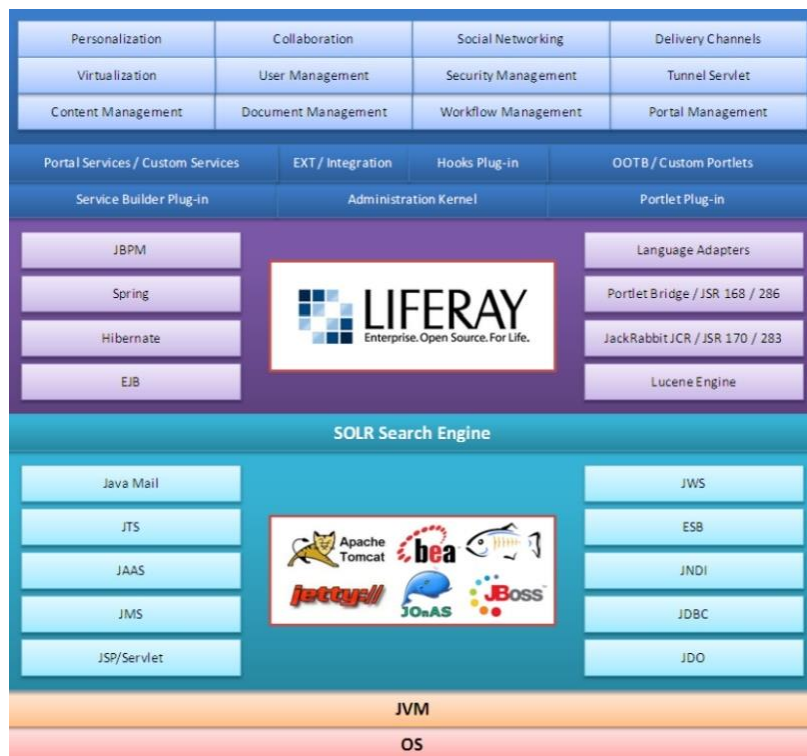 Personalization
Collaboration
Social Networking
Delivery Channels
Virtualization
User Management
Security Management
Tunnel Servlet
Content Management
Document Management
Workflow Management
Portal Management
Portal Services / Custom Services
EXT / Integration
Hooks Plug-in
OOTB / Custom Portlets
Service Builder Plug-in
Administration Kernel
Portlet Plug-in
JBPM
Spring
Hibernate
EJB
LIFERAY
Enterprise. Open Source. For Life.
Language Adapters
Portlet Bridge / JSR 168 / 286
JackRabbit JCR / JSR 170 / 283
Lucene Engine
SOLR Search Engine
Java Mail
JTS
JAAS
JMS
JSP/Servlet
Apache
Tomcat
bea
jetty://
JOnAS
JBoss
JWS
ESB
JNDI
JDBC
JDO
JVM
OS